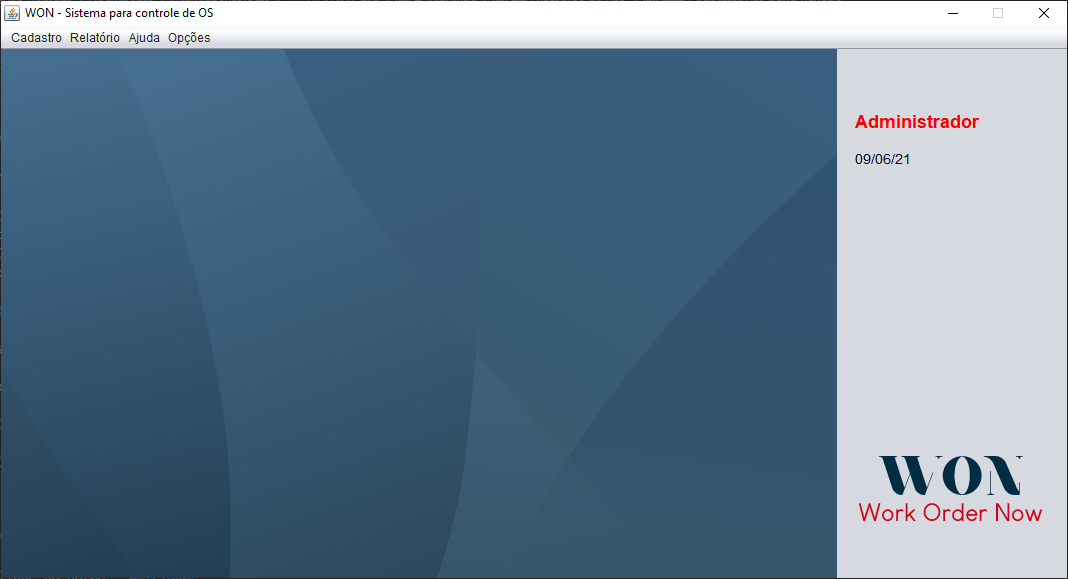 WON - Sistema para controle de OS
Cadastro Relatório Ajuda Opções
Administrador
09/06/21
WON
Work Order Now